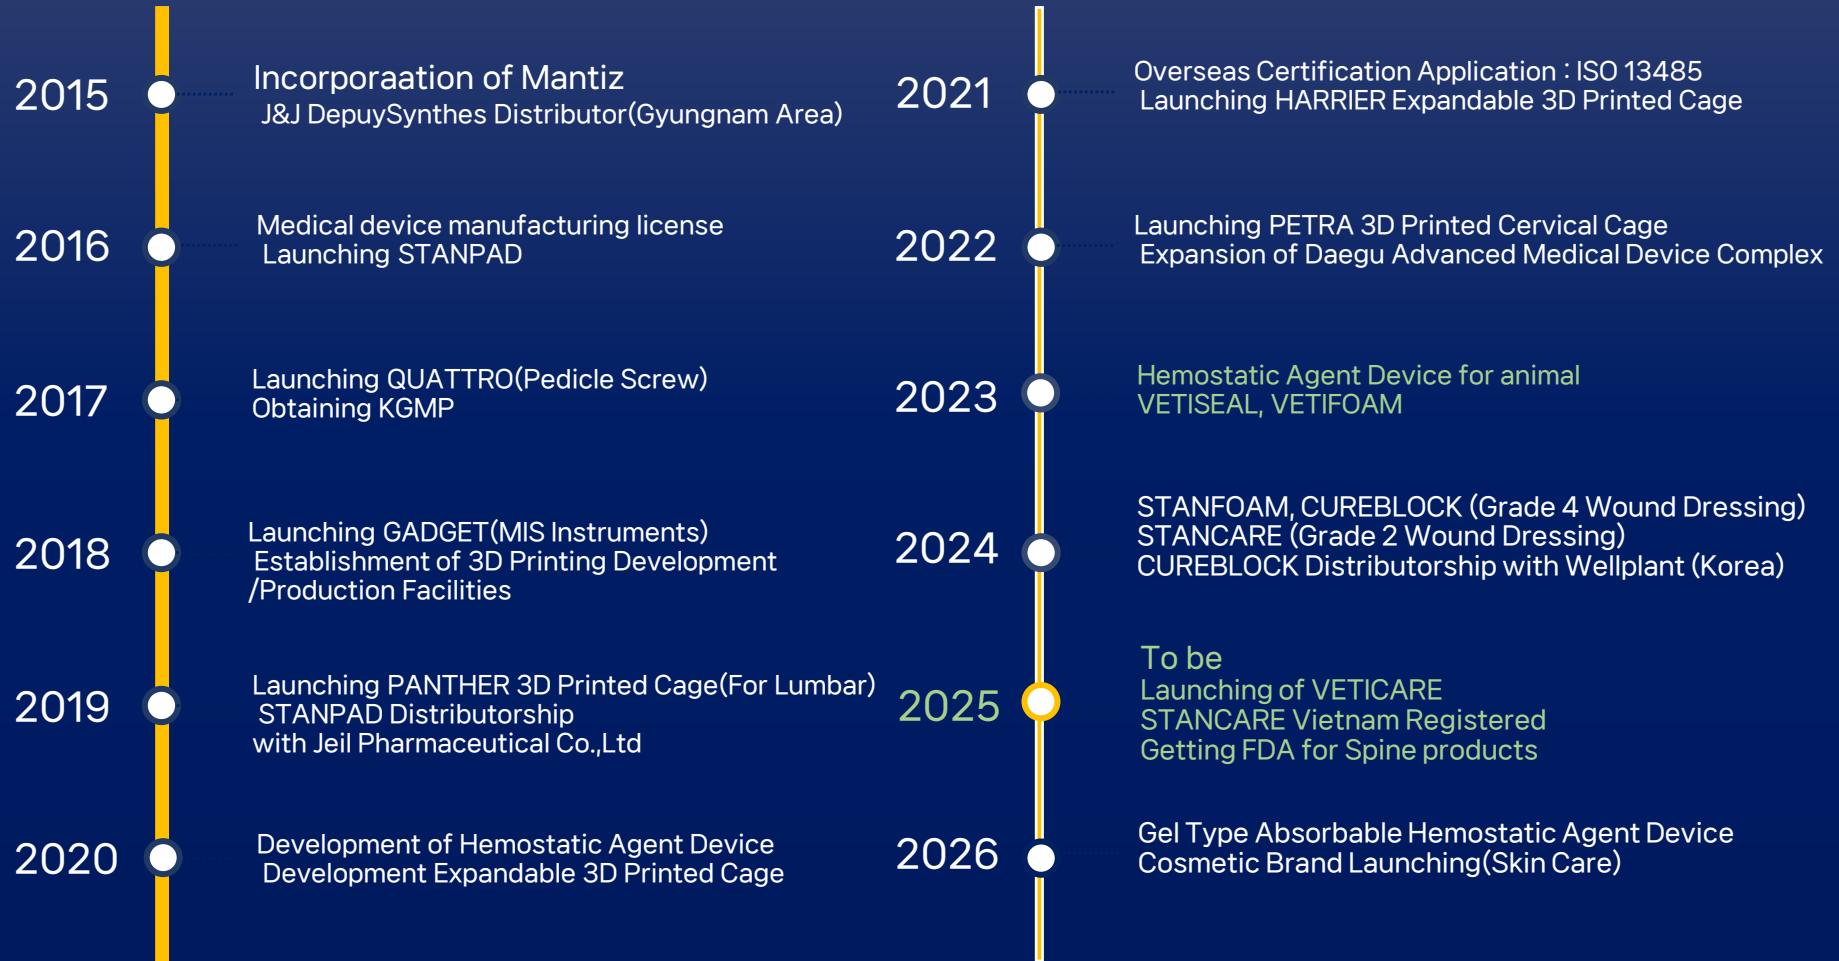 2015
Incorporaation of Mantiz
J&J DepuySynthes Distributor(Gyungnam Area)
2016
Medical device manufacturing license
Launching STANPAD
2017
Launching QUATTRO(Pedicle Screw)
Obtaining KGMP
2018
Launching GADGET(MIS Instruments)
Establishment of 3D Printing Development
/Production Facilities
2019
Launching PANTHER 3D Printed Cage(For Lumbar)
STANPAD Distributorship
with Jeil Pharmaceutical Co.,Ltd
2020
Development of Hemostatic Agent Device
Development Expandable 3D Printed Cage
2021
Overseas Certification Application : ISO 13485
Launching HARRIER Expandable 3D Printed Cage
2022
Launching PETRA 3D Printed Cervical Cage
Expansion of Daegu Advanced Medical Device Complex
2023
Hemostatic Agent Device for animal
VETISEAL, VETIFOAM
2024
STANFOAM, CUREBLOCK (Grade 4 Wound Dressing)
STANCARE (Grade 2 Wound Dressing)
CUREBLOCK Distributorship with Wellplant (Korea)
2025
To be
Launching of VETICARE
STANCARE Vietnam Registered
Getting FDA for Spine products
2026
Gel Type Absorbable Hemostatic Agent Device
Cosmetic Brand Launching(Skin Care)